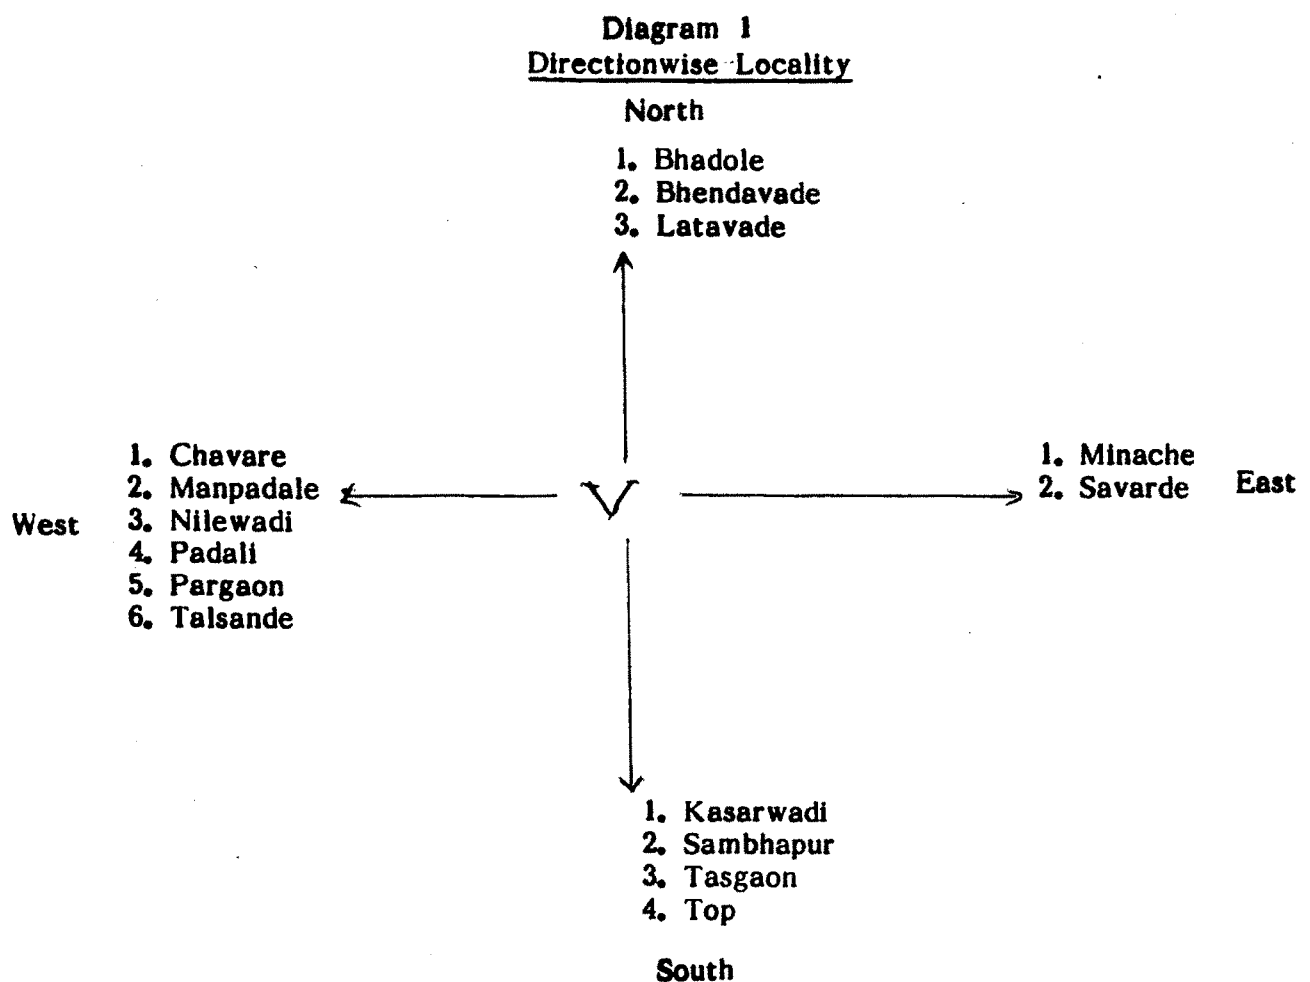 Diagram 1
Directionwise Locality
North
1. Bhadole
2. Bhendavade
3. Latavade
West
1. Chavare
2. Manpadale
3. Nilewadi
4. Padali
5. Pargaon
6. Talsande
V
1. Minache
2. Savarde
East
1. Kasarwadi
2. Sambhapur
3. Tasgaon
4. Top
South